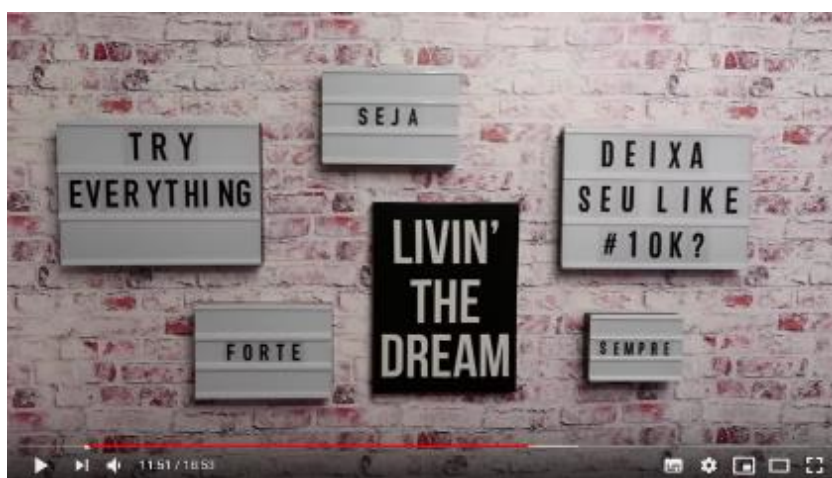 SEJA
TRY
EVERYTHING
DEIXA
SEU LIKE
#10K?
LIVIN'
THE
DREAM
FORTE
SEMPRE
11:51 / 16:53